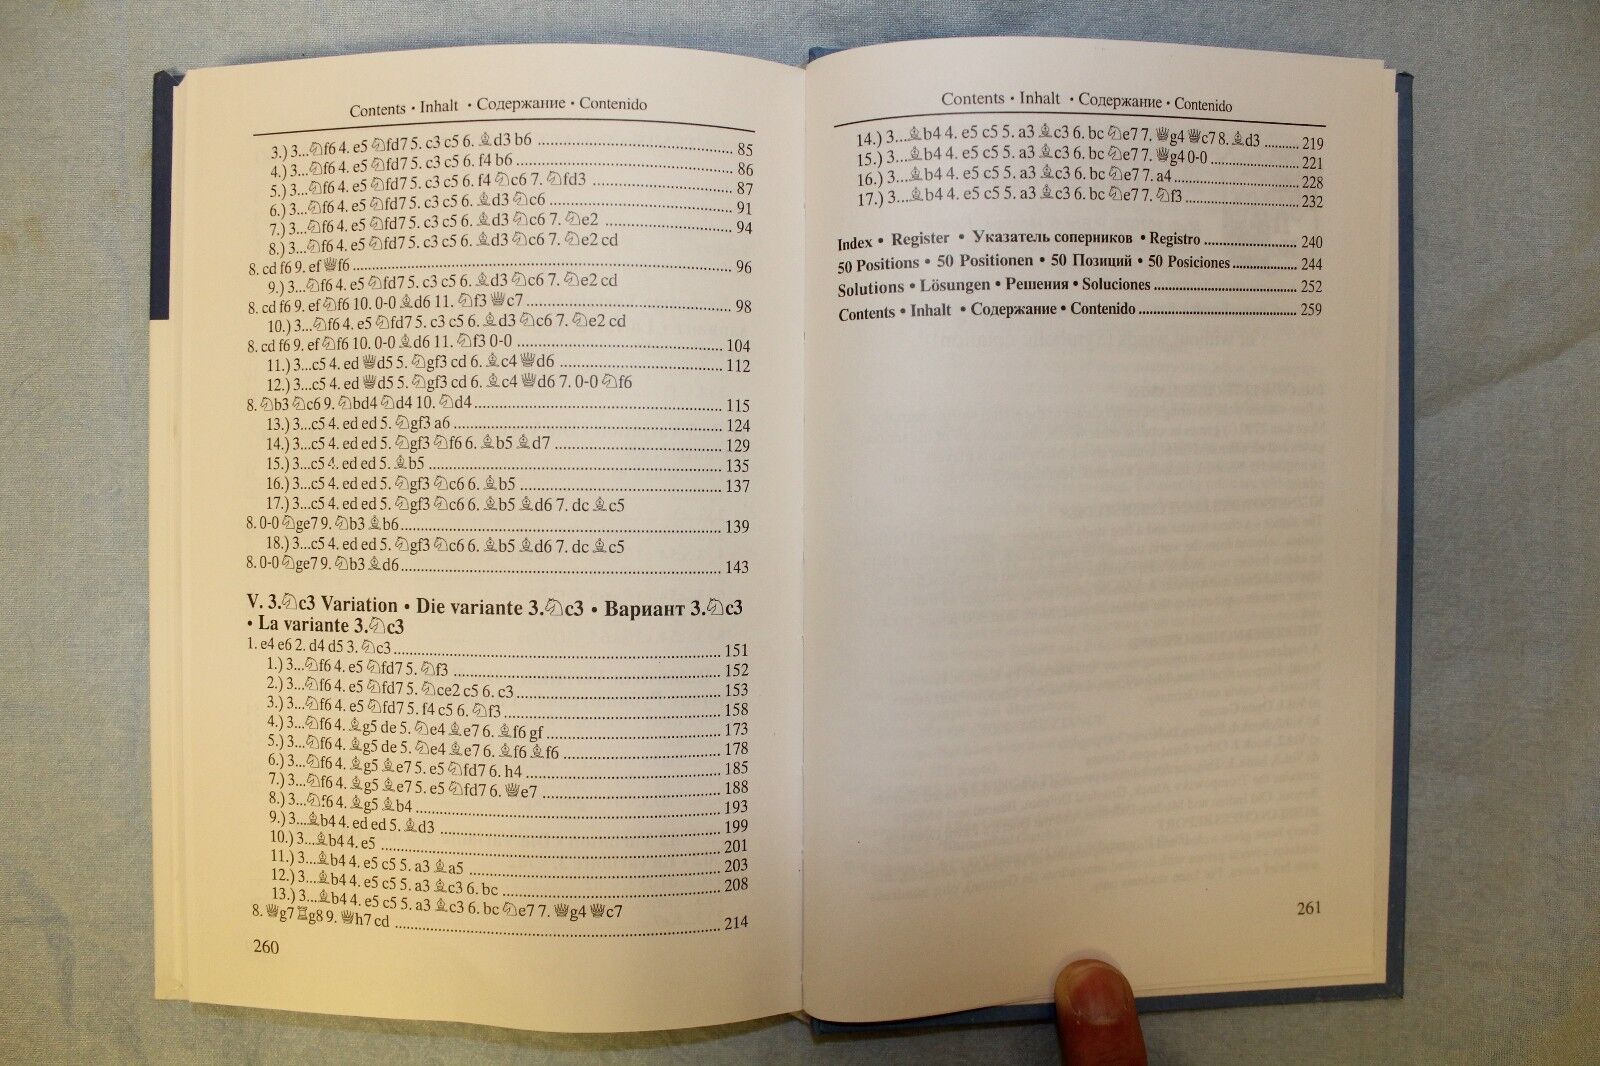 Contents • Inhalt • Содержание • Contenido
3.) 3...♘f6 4. e5 ♘fd7 5. c3 c5 6. ♗d3 b6 ........ 85
4.) 3...♘f6 4. e5 ♘fd7 5. c3 c5 6. f4 b6 ........ 86
5.) 3...♘f6 4. e5 ♘fd7 5. c3 c5 6. f4 ♘c6 7. ♘fd3 ........ 87
6.) 3...♘f6 4. e5 ♘fd7 5. c3 c5 6. ♗d3 ♘c6 ........ 91
7.) 3...♘f6 4. e5 ♘fd7 5. c3 c5 6. ♗d3 ♘c6 7. ♘e2 ........ 94
8.) 3...♘f6 4. e5 ♘fd7 5. c3 c5 6. ♗d3 ♘c6 7. ♘e2 cd
8. cd f6 9. ef ♕f6 ........ 96
9.) 3...♘f6 4. e5 ♘fd7 5. c3 c5 6. ♗d3 ♘c6 7. ♘e2 cd
8. cd f6 9. ef ♘f6 10. 0-0 ♗d6 11. ♘f3 ♕c7 ........ 98
10.) 3...♘f6 4. e5 ♘fd7 5. c3 c5 6. ♗d3 ♘c6 7. ♘e2 cd
8. cd f6 9. ef ♘f6 10. 0-0 ♗d6 11. ♘f3 0-0 ........ 104
11.) 3...c5 4. ed ♕d5 5. ♘gf3 cd 6. ♗c4 ♕d6 ........ 112
12.) 3...c5 4. ed ♕d5 5. ♘gf3 cd 6. ♗c4 ♕d6 7. 0-0 ♘f6
8. ♘b3 ♘c6 9. ♘bd4 ♘d4 10. ♘d4 ........ 115
13.) 3...c5 4. ed ed 5. ♘gf3 a6 ........ 124
14.) 3...c5 4. ed ed 5. ♘gf3 ♘f6 6. ♗b5 ♗d7 ........ 129
15.) 3...c5 4. ed ed 5. ♗b5 ........ 135
16.) 3...c5 4. ed ed 5. ♘gf3 ♘c6 6. ♗b5 ........ 137
17.) 3...c5 4. ed ed 5. ♘gf3 ♘c6 6. ♗b5 ♗d6 7. dc ♗c5
8. 0-0 ♘ge7 9. ♘b3 ♗b6 ........ 139
18.) 3...c5 4. ed ed 5. ♘gf3 ♘c6 6. ♗b5 ♗d6 7. dc ♗c5
8. 0-0 ♘ge7 9. ♘b3 ♗d6 ........ 143
V. 3.♘c3 Variation • Die variante 3.♘c3 • Вариант 3.♘c3
• La variante 3.♘c3
1. e4 e6 2. d4 d5 3. ♘c3 ........ 151
1.) 3...♘f6 4. e5 ♘fd7 5. ♘f3 ........ 152
2.) 3...♘f6 4. e5 ♘fd7 5. ♘ce2 c5 6. c3 ........ 153
3.) 3...♘f6 4. e5 ♘fd7 5. f4 c5 6. ♘f3 ........ 158
4.) 3...♘f6 4. ♗g5 de 5. ♘e4 ♗e7 6. ♗f6 gf ........ 173
5.) 3...♘f6 4. ♗g5 de 5. ♘e4 ♗e7 6. ♗f6 ♗f6 ........ 178
6.) 3...♘f6 4. ♗g5 ♗e7 5. e5 ♘fd7 6. h4 ........ 185
7.) 3...♘f6 4. ♗g5 ♗e7 5. e5 ♘fd7 6. ♕e7 ........ 188
8.) 3...♘f6 4. ♗g5 ♗b4 ........ 193
9.) 3...♗b4 4. ed ed 5. ♗d3 ........ 199
10.) 3...♗b4 4. e5 ........ 201
11.) 3...♗b4 4. e5 c5 5. a3 ♗a5 ........ 203
12.) 3...♗b4 4. e5 c5 5. a3 ♗c3 6. bc ........ 208
13.) 3...♗b4 4. e5 c5 5. a3 ♗c3 6. bc ♘e7 7. ♕g4 ♕c7
8. ♕g7 ♖g8 9. ♕h7 cd ........ 214
260
Contents • Inhalt • Содержание • Contenido
14.) 3...♗b4 4. e5 c5 5. a3 ♗c3 6. bc ♘e7 7. ♕g4 ♕c7 8. ♗d3 ........ 219
15.) 3...♗b4 4. e5 c5 5. a3 ♗c3 6. bc ♘e7 7. ♕g4 0-0 ........ 221
16.) 3...♗b4 4. e5 c5 5. a3 ♗c3 6. bc ♘e7 7. a4 ........ 228
17.) 3...♗b4 4. e5 c5 5. a3 ♗c3 6. bc ♘e7 7. ♘f3 ........ 232
Index • Register • Указатель соперников • Registro ........ 240
50 Positions • 50 Positionen • 50 Позиций • 50 Posiciones ........ 244
Solutions • Lösungen • Решения • Soluciones ........ 252
Contents • Inhalt • Содержание • Contenido ........ 259
261